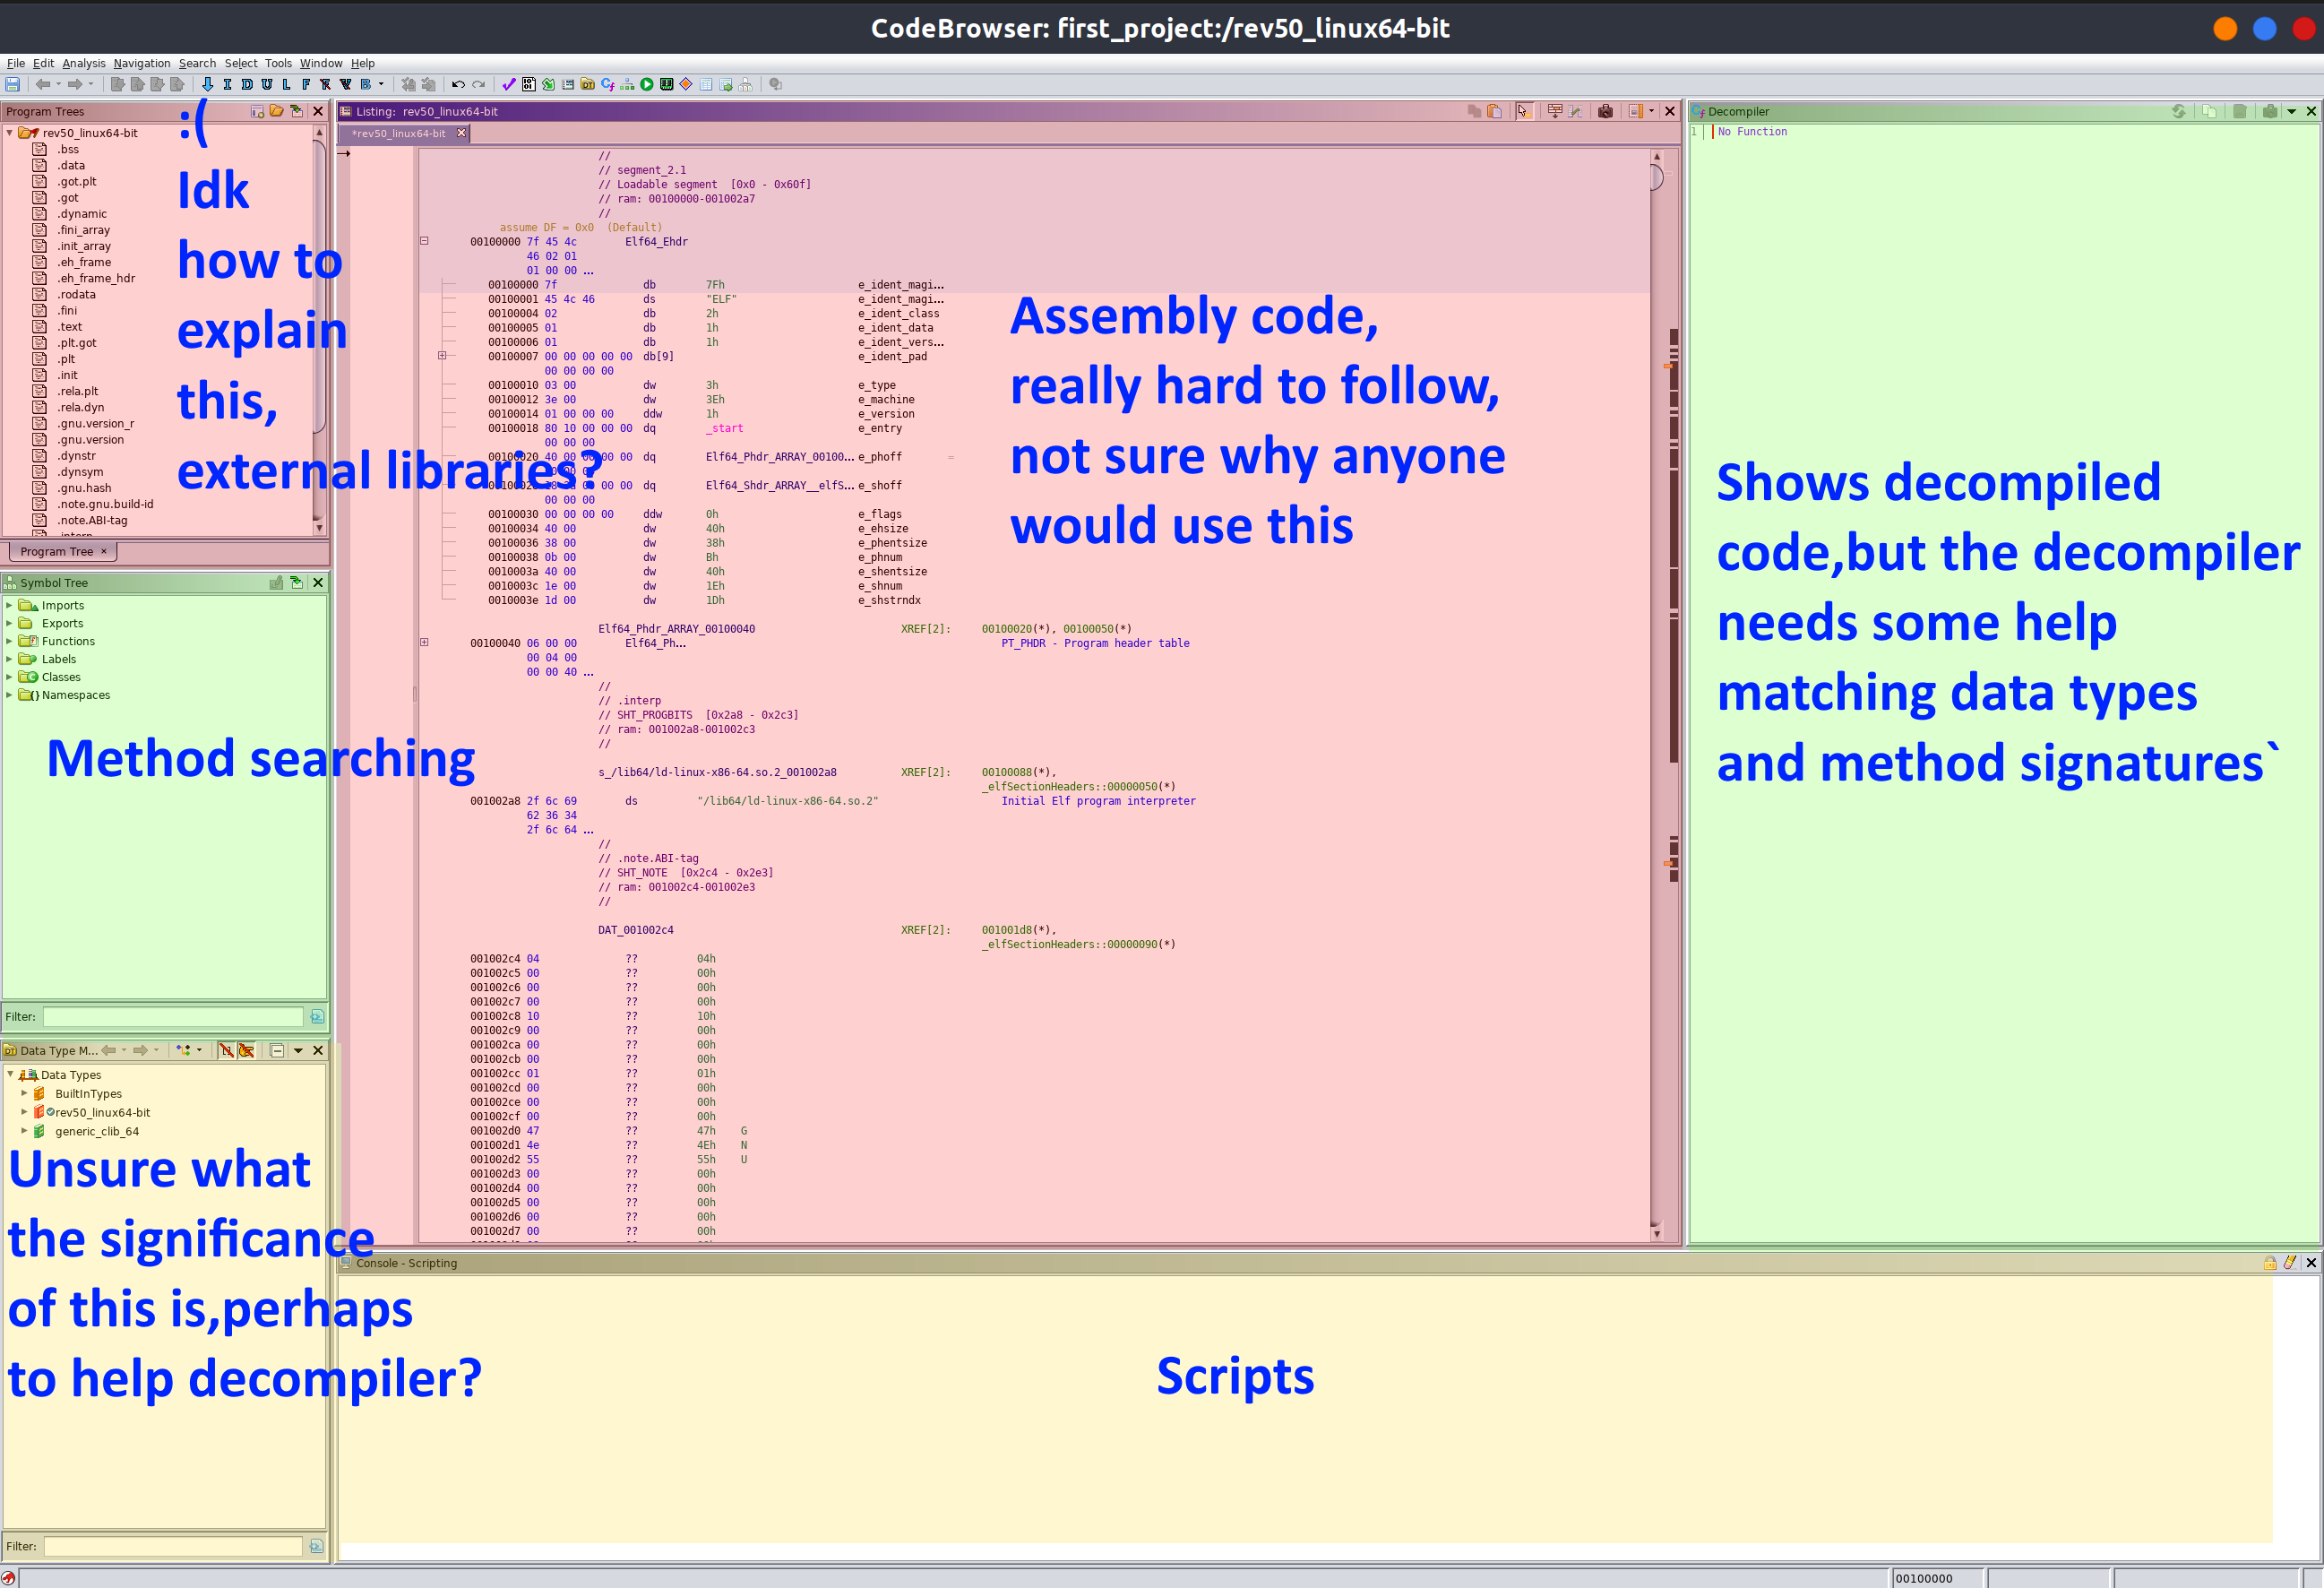 CodeBrowser: first_project:/rev50_linux64-bit
File Edit Analysis Navigation Search Select Tools Window Help
I D U L F B
Program Trees
rev50_linux64-bit
.bss
.data
.got.plt
.got
.dynamic
.fini_array
.init_array
.eh_frame
.eh_frame_hdr
.rodata
.fini
.text
.plt.got
.plt
.init
.rela.plt
.rela.dyn
.gnu.version_r
.gnu.version
.dynstr
.dynsym
.gnu.hash
.note.gnu.build-id
.note.ABI-tag
Program Tree ×
:(
Idk
how to
explain
this,
external libraries?
Symbol Tree
Imports
Exports
Functions
Labels
Classes
Namespaces
Method searching
Filter:
Data Type M...
Data Types
BuiltInTypes
rev50_linux64-bit
generic_clib_64
Unsure what
the significance
of this is,perhaps
to help decompiler?
Filter:
Listing: rev50_linux64-bit
*rev50_linux64-bit
//
// segment_2.1
// Loadable segment [0x0 - 0x60f]
// ram: 00100000-001002a7
//
assume DF = 0x0 (Default)
00100000 7f 45 4c Elf64_Ehdr
46 02 01
01 00 00 ...
00100000 7f db 7Fh e_ident_magi...
00100001 45 4c 46 ds "ELF" e_ident_magi...
00100004 02 db 2h e_ident_class
00100005 01 db 1h e_ident_data
00100006 01 db 1h e_ident_vers...
00100007 00 00 00 00 00 db[9] e_ident_pad
00 00 00 00
00100010 03 00 dw 3h e_type
00100012 3e 00 dw 3Eh e_machine
00100014 01 00 00 00 ddw 1h e_version
00100018 80 10 00 00 00 dq _start e_entry
00 00 00
00100020 40 00 00 00 00 dq Elf64_Phdr_ARRAY_00100... e_phoff =
00 00 dq Elf64_Shdr_ARRAY__elfS... e_shoff
00 00 00
00100030 00 00 00 00 ddw 0h e_flags
00100034 40 00 dw 40h e_ehsize
00100036 38 00 dw 38h e_phentsize
00100038 0b 00 dw Bh e_phnum
0010003a 40 00 dw 40h e_shentsize
0010003c 1e 00 dw 1Eh e_shnum
0010003e 1d 00 dw 1Dh e_shstrndx
Elf64_Phdr_ARRAY_00100040 XREF[2]: 00100020(*), 00100050(*)
00100040 06 00 00 Elf64_Ph... PT_PHDR - Program header table
00 04 00
00 00 40 ...
//
// .interp
// SHT_PROGBITS [0x2a8 - 0x2c3]
// ram: 001002a8-001002c3
//
s_/lib64/ld-linux-x86-64.so.2_001002a8 XREF[2]: 00100088(*),
_elfSectionHeaders::00000050(*)
001002a8 2f 6c 69 ds "/lib64/ld-linux-x86-64.so.2" Initial Elf program interpreter
62 36 34
2f 6c 64 ...
//
// .note.ABI-tag
// SHT_NOTE [0x2c4 - 0x2e3]
// ram: 001002c4-001002e3
//
DAT_001002c4 XREF[2]: 001001d8(*),
_elfSectionHeaders::00000090(*)
001002c4 04 ?? 04h
001002c5 00 ?? 00h
001002c6 00 ?? 00h
001002c7 00 ?? 00h
001002c8 10 ?? 10h
001002c9 00 ?? 00h
001002ca 00 ?? 00h
001002cb 00 ?? 00h
001002cc 01 ?? 01h
001002cd 00 ?? 00h
001002ce 00 ?? 00h
001002cf 00 ?? 00h
001002d0 47 ?? 47h G
001002d1 4e ?? 4Eh N
001002d2 55 ?? 55h U
001002d3 00 ?? 00h
001002d4 00 ?? 00h
001002d5 00 ?? 00h
001002d6 00 ?? 00h
001002d7 00 ?? 00h
Assembly code,
really hard to follow,
not sure why anyone
would use this
Decompiler
1 No Function
Shows decompiled
code,but the decompiler
needs some help
matching data types
and method signatures`
Console - Scripting
Scripts
00100000